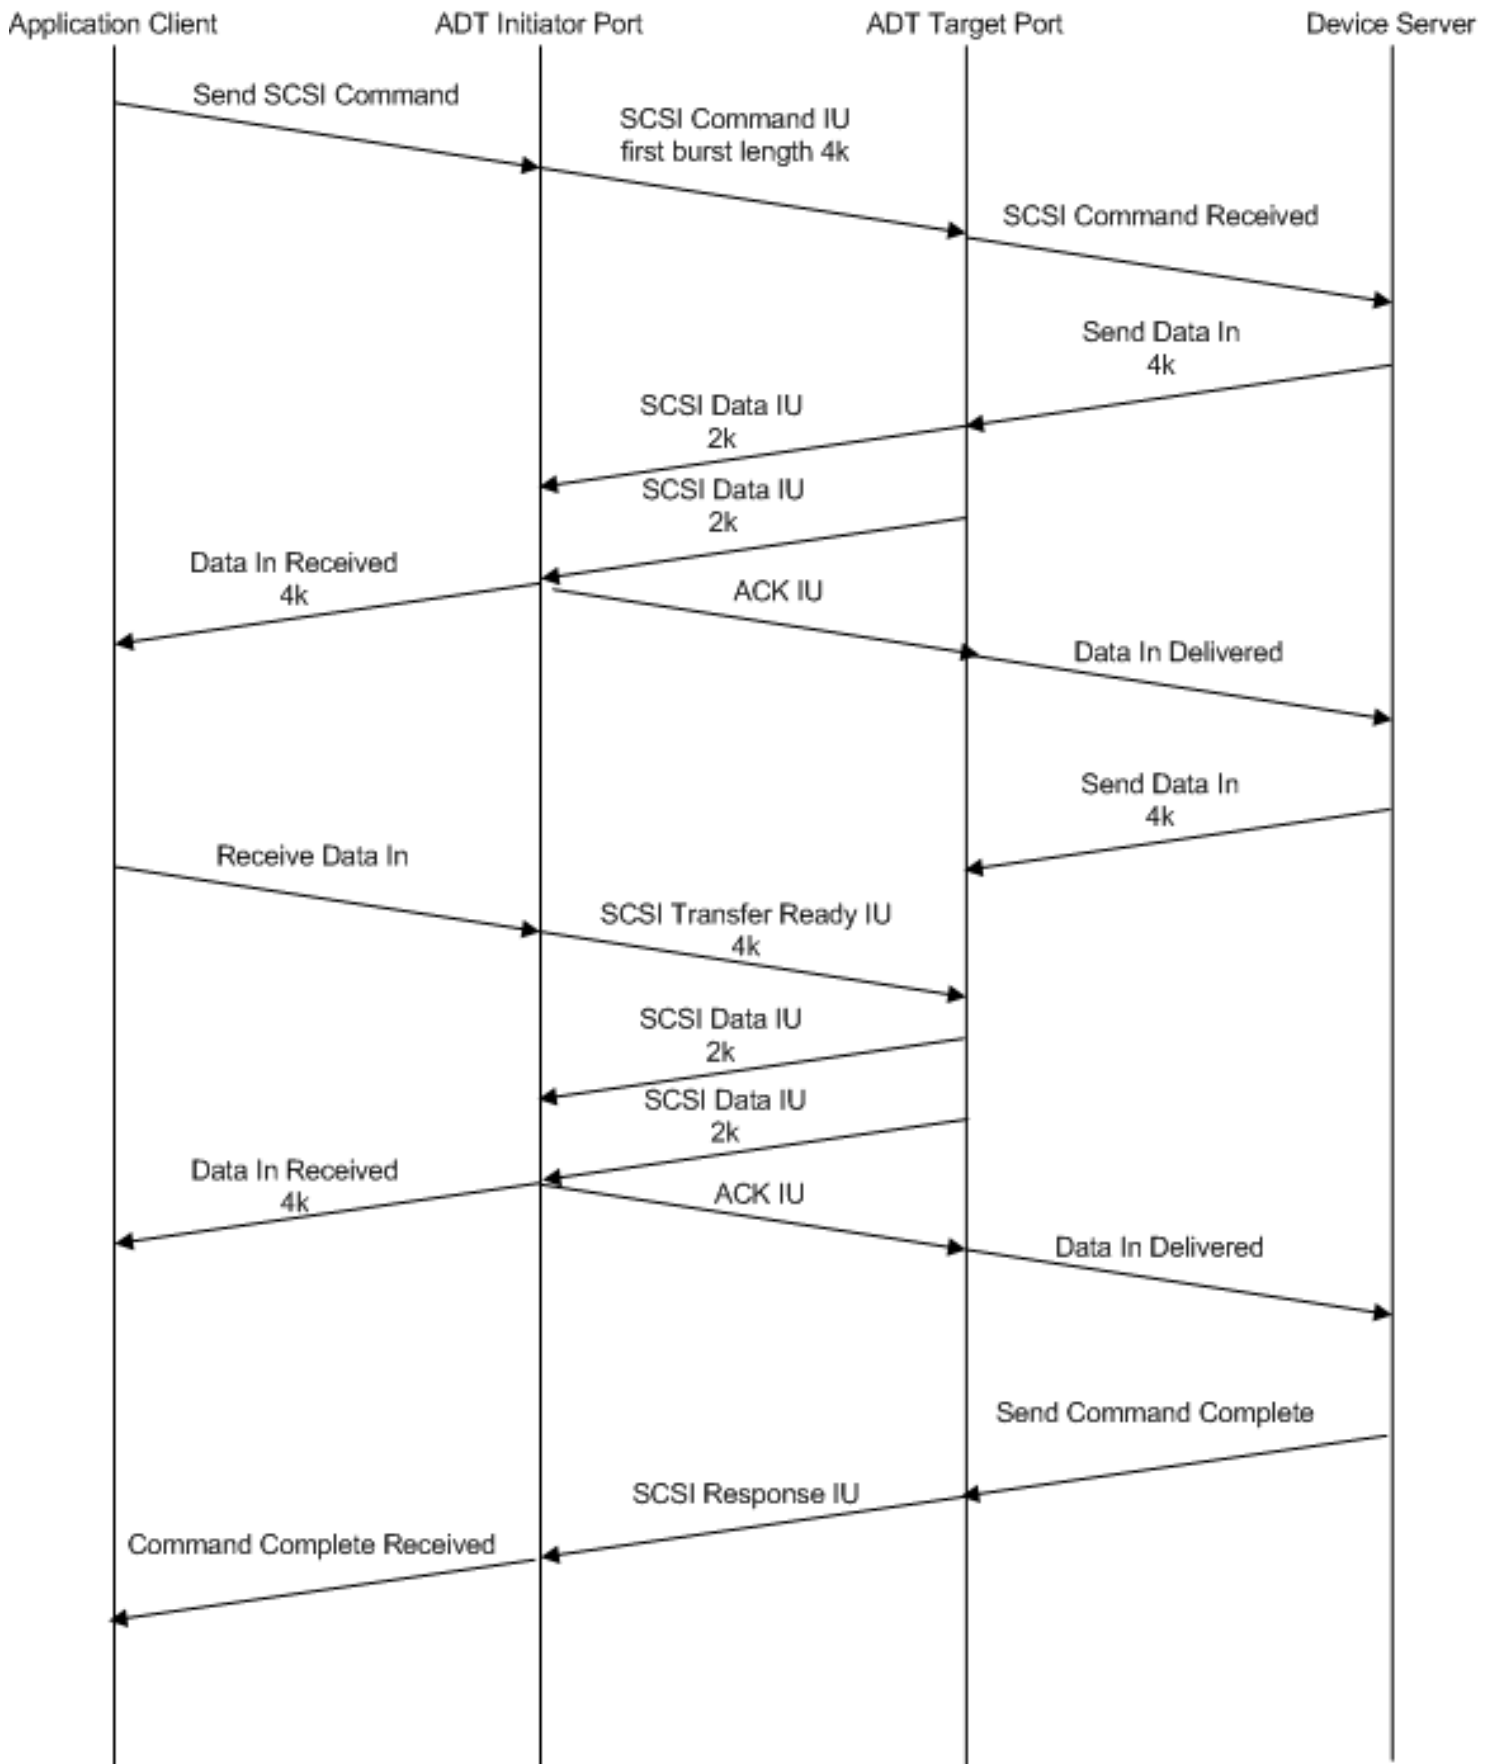 Application Client
ADT Initiator Port
ADT Target Port
Device Server
Send SCSI Command
SCSI Command IU
first burst length 4k
SCSI Command Received
Send Data In
4k
SCSI Data IU
2k
SCSI Data IU
2k
Data In Received
4k
ACK IU
Data In Delivered
Send Data In
4k
Receive Data In
SCSI Transfer Ready IU
4k
SCSI Data IU
2k
SCSI Data IU
2k
Data In Received
4k
ACK IU
Data In Delivered
Send Command Complete
SCSI Response IU
Command Complete Received